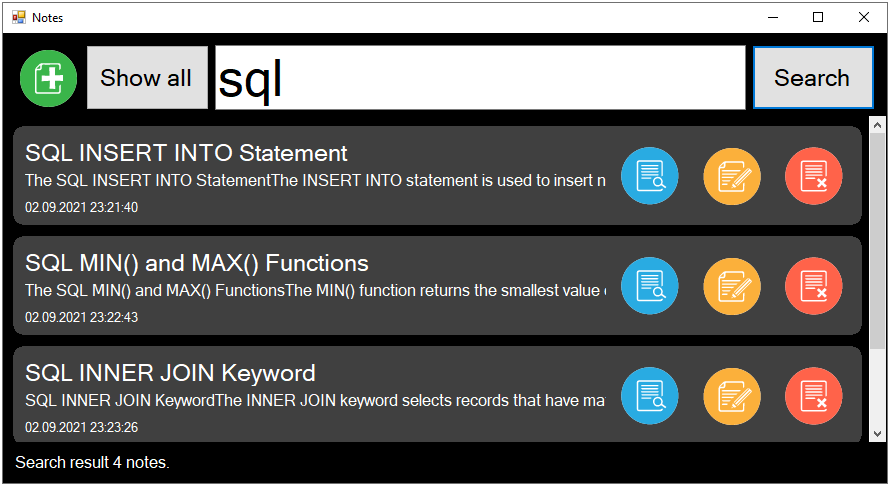 Notes
Show all
sql
Search
SQL INSERT INTO Statement
The SQL INSERT INTO StatementThe INSERT INTO statement is used to insert n
02.09.2021 23:21:40
SQL MIN() and MAX() Functions
The SQL MIN() and MAX() FunctionsThe MIN() function returns the smallest value
02.09.2021 23:22:43
SQL INNER JOIN Keyword
SQL INNER JOIN KeywordThe INNER JOIN keyword selects records that have ma
02.09.2021 23:23:26
Search result 4 notes.